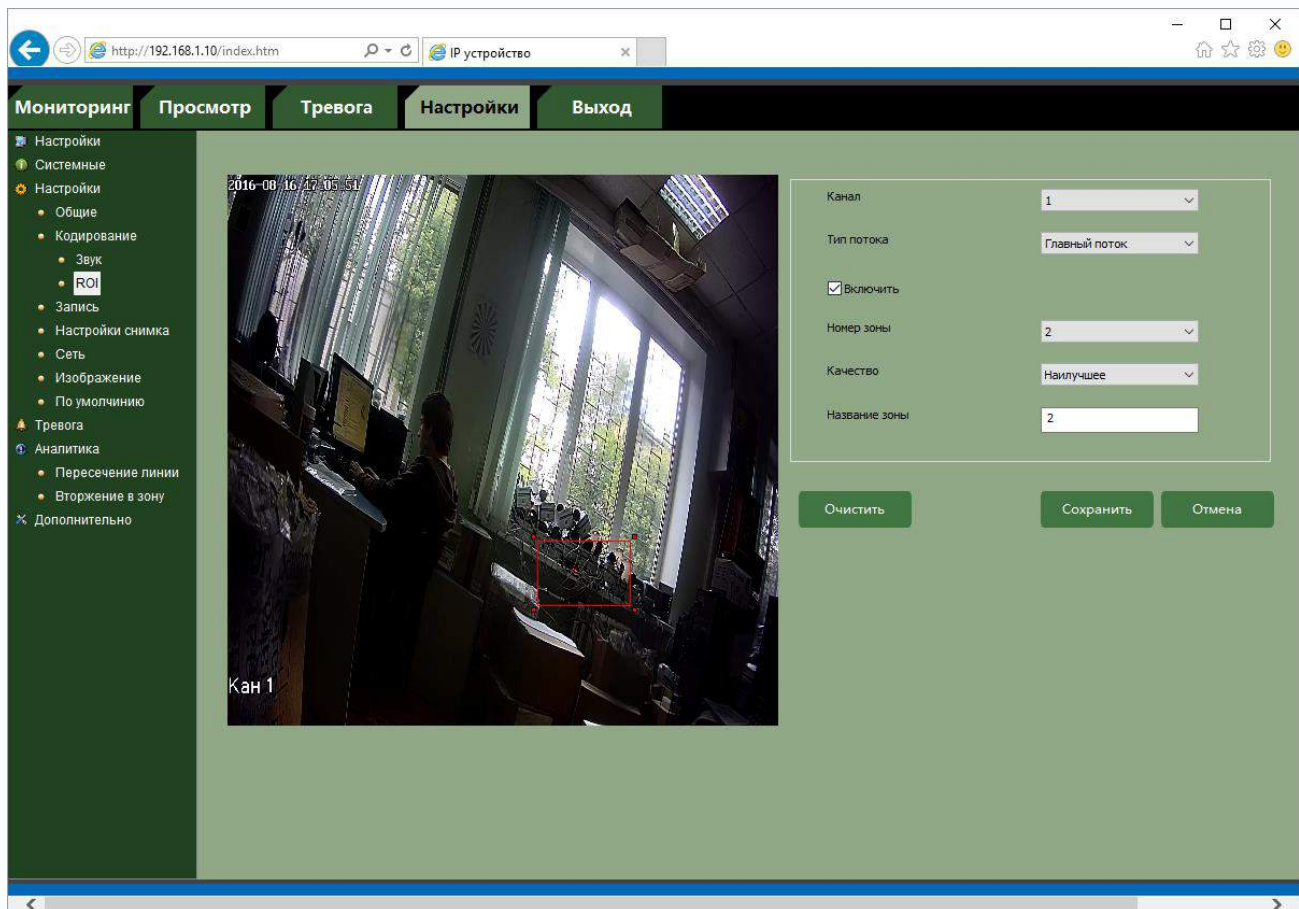 http://192.168.1.10/index.htm
IP устройство
Мониторинг
Просмотр
Тревога
Настройки
Выход
Настройки
Системные
Настройки
Общие
Кодирование
Звук
ROI
Запись
Настройки снимка
Сеть
Изображение
По умолчинию
Тревога
Аналитика
Пересечение линии
Вторжение в зону
Дополнительно
2016-08 16 17:05 51
Кан 1
Канал
1
Тип потока
Главный поток
Включить
Номер зоны
2
Качество
Наилучшее
Название зоны
2
Очистить
Сохранить
Отмена